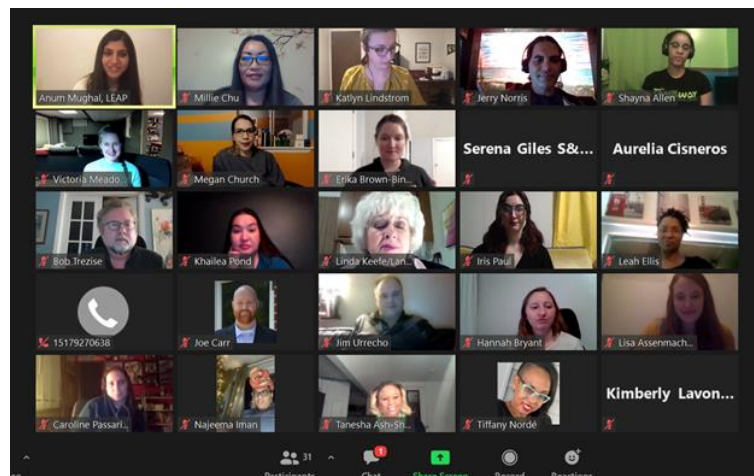 Anum Mughal, LEAP
Millie Chu
Katlyn Lindstrom
Jerry Norris
Shayna Allen
Victoria Meado...
Megan Church
Erika Brown-Bin...
Serena Giles S&...
Aurelia Cisneros
Bob Trezise
Khailea Pond
Linda Keefe/Lan...
Iris Paul
Leah Ellis
15179270638
Joe Carr
Jim Urrecho
Hannah Bryant
Lisa Assenmach...
Caroline Passari...
Najeema Iman
Tanesha Ash-Sh...
Tiffany Nordé
Kimberly Lavon...
31
1
Participants
Chat
Share Screen
Record
Reactions